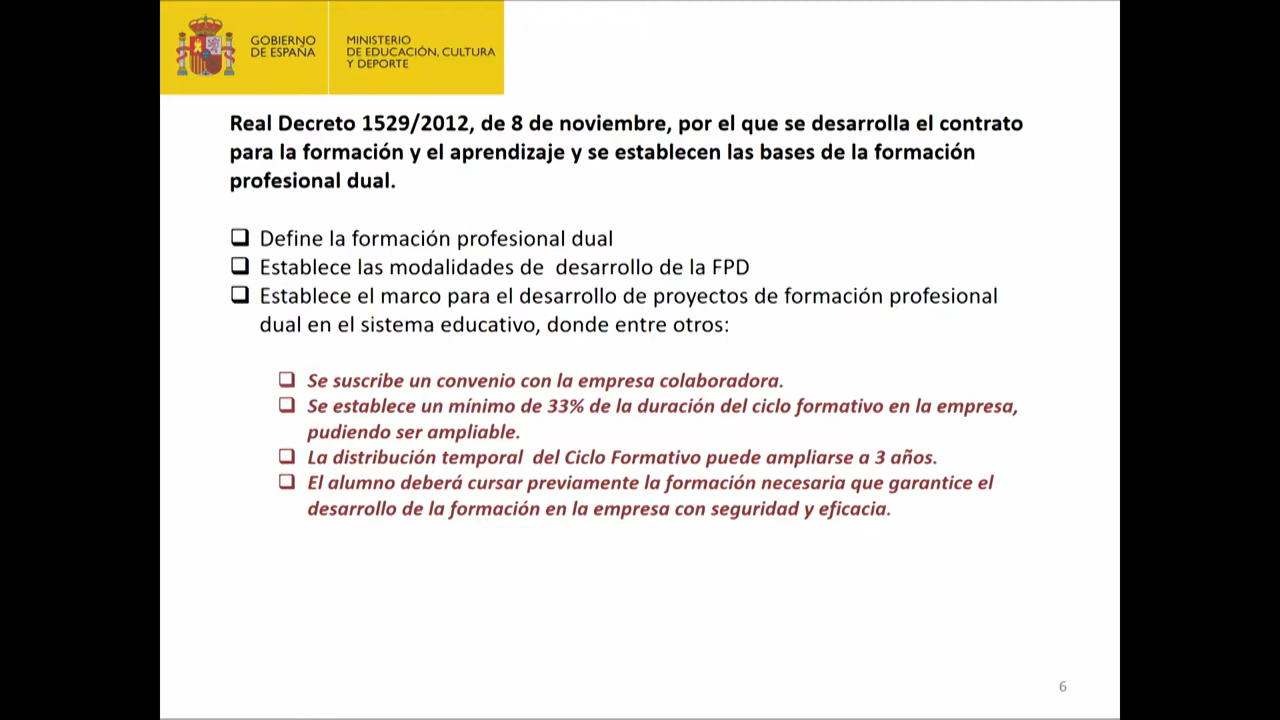 GOBIERNO
DE ESPAÑA
MINISTERIO
DE EDUCACIÓN, CULTURA
Y DEPORTE
Real Decreto 1529/2012, de 8 de noviembre, por el que se desarrolla el contrato
para la formación y el aprendizaje y se establecen las bases de la formación
profesional dual.
Define la formación profesional dual
Establece las modalidades de desarrollo de la FPD
Establece el marco para el desarrollo de proyectos de formación profesional
dual en el sistema educativo, donde entre otros:
Se suscribe un convenio con la empresa colaboradora.
Se establece un mínimo de 33% de la duración del ciclo formativo en la empresa,
pudiendo ser ampliable.
La distribución temporal del Ciclo Formativo puede ampliarse a 3 años.
El alumno deberá cursar previamente la formación necesaria que garantice el
desarrollo de la formación en la empresa con seguridad y eficacia.
6